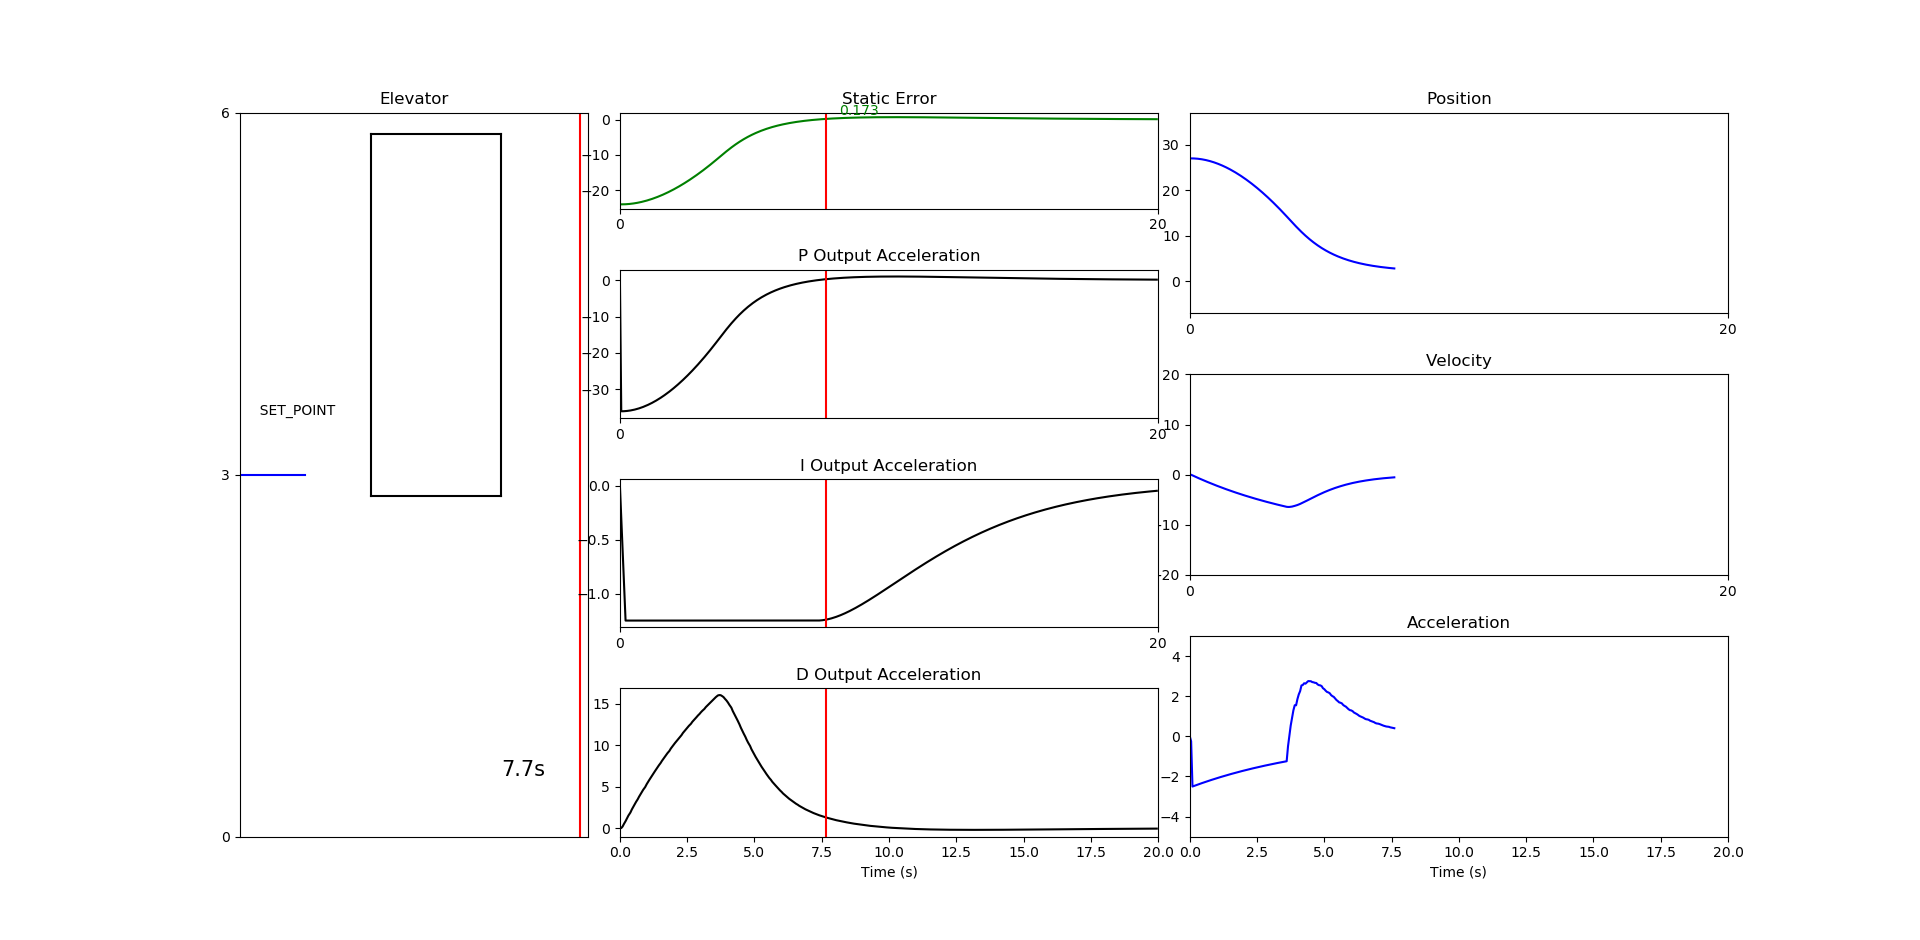 Elevator
6
3
0
SET_POINT
7.7s
Static Error
0.173
0
−10
−20
0 20
P Output Acceleration
0
−10
−20
−30
0 20
I Output Acceleration
0.0
−0.5
−1.0
0 20
D Output Acceleration
15
10
5
0
0.0 2.5 5.0 7.5 10.0 12.5 15.0 17.5 20.0
Time (s)
Position
30
20
10
0
0 20
Velocity
20
10
0
-10
-20
0 20
Acceleration
4
2
0
−2
−4
0.0 2.5 5.0 7.5 10.0 12.5 15.0 17.5 20.0
Time (s)